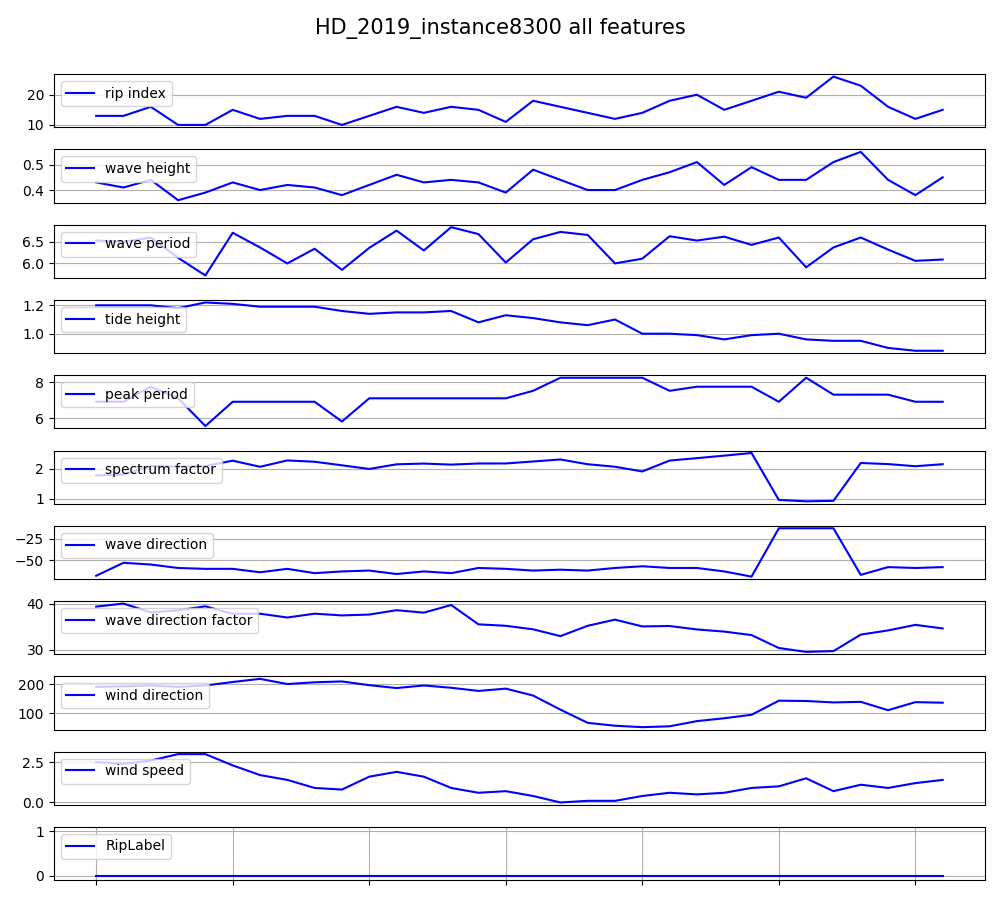 HD_2019_instance8300 all features
rip index
20
10
wave height
0.5
0.4
wave period
6.5
6.0
tide height
1.2
1.0
peak period
8
6
spectrum factor
2
1
wave direction
−25
−50
wave direction factor
40
30
wind direction
200
100
wind speed
2.5
0.0
RipLabel
1
0